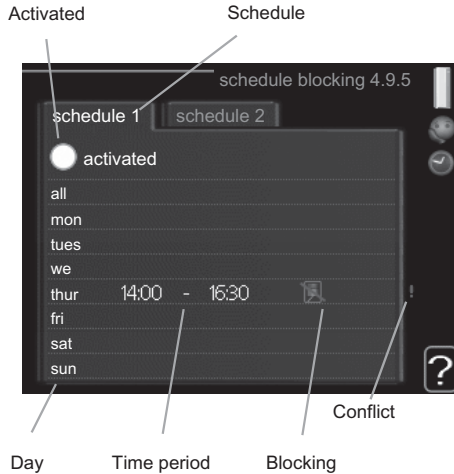 Activated Schedule
schedule blocking 4.9.5
schedule 1 schedule 2
activated
all
mon
tues
we
thur 14:00 - 16:30 !
fri
sat
sun
?
Conflict
Day Time period Blocking